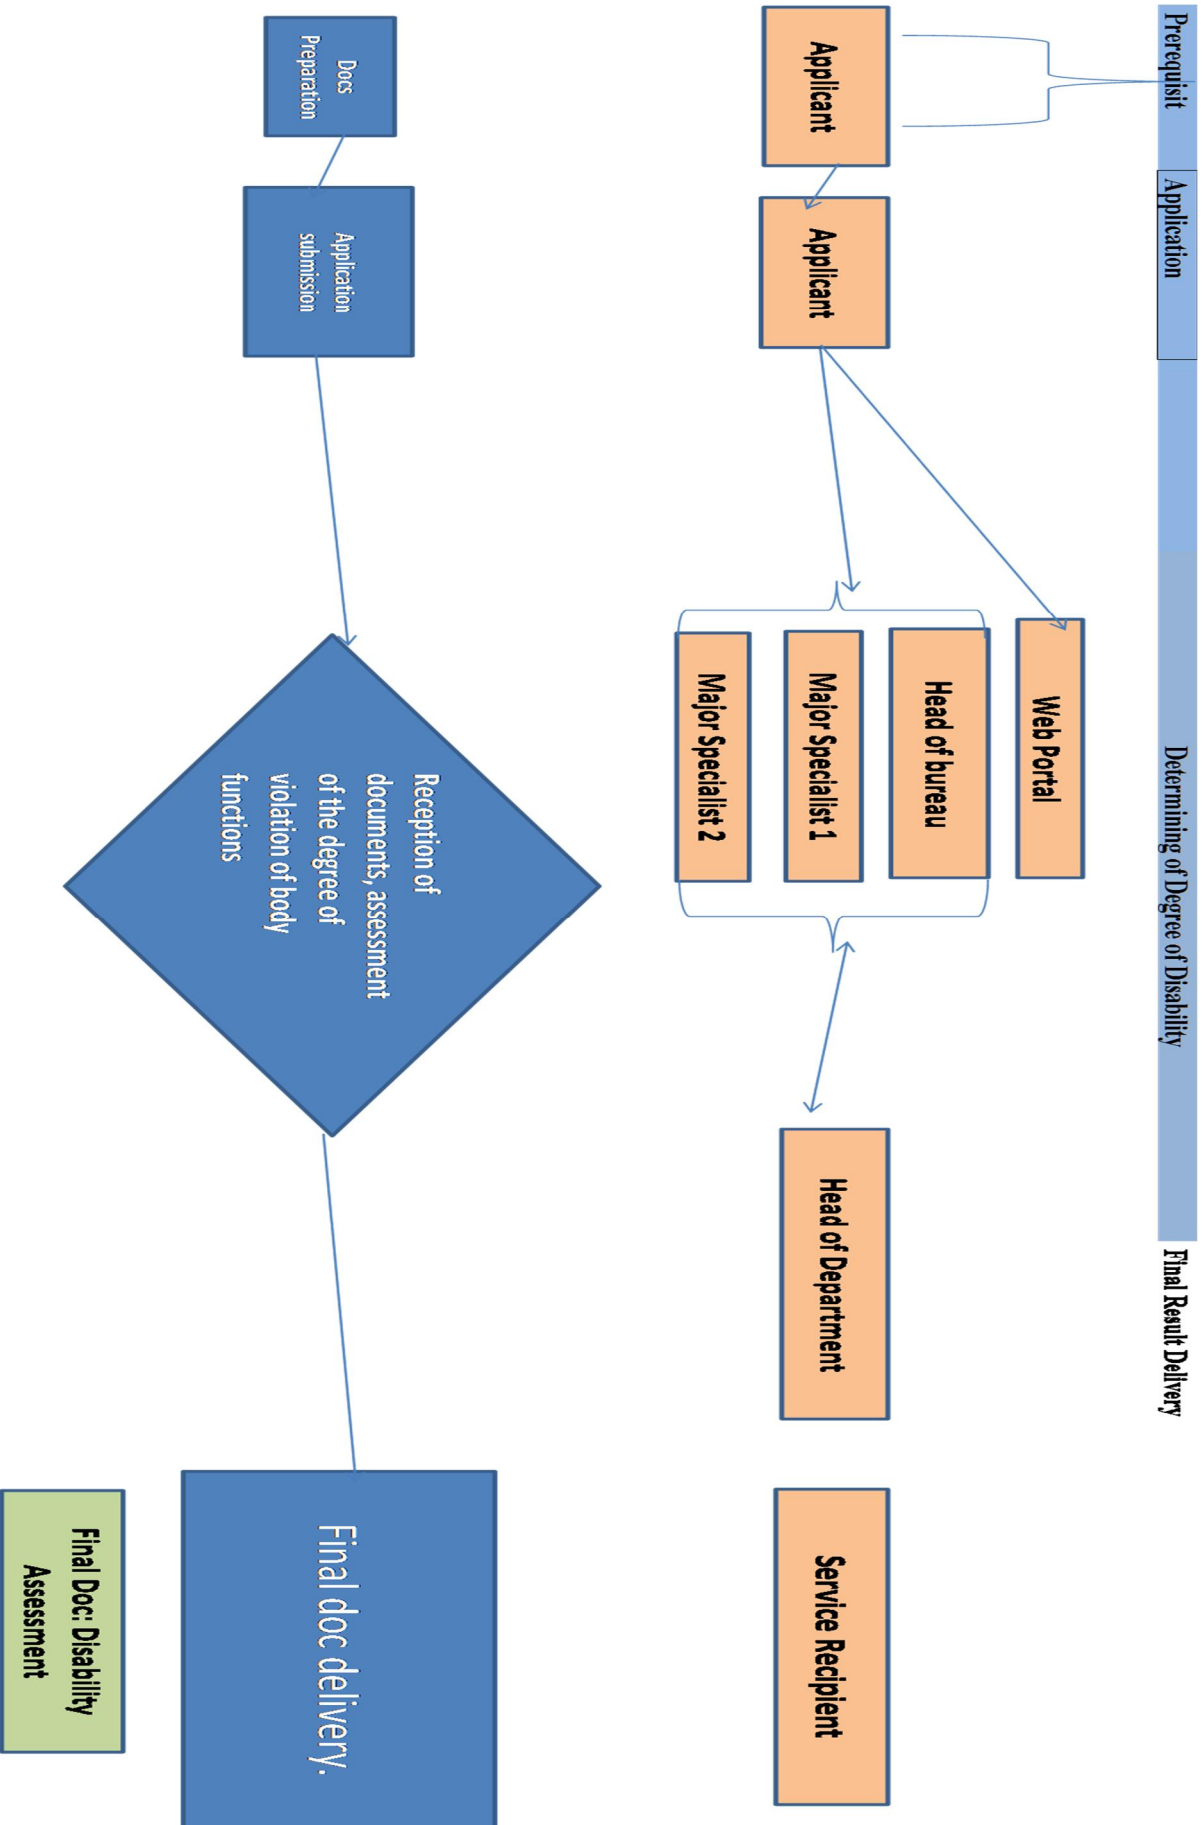 Prerequisit
Application
Determining of Degree of Disability
Final Result Delivery
Applicant
Applicant
Web Portal
Head of bureau
Major Specialist 1
Major Specialist 2
Head of Department
Service Recipient
Docs
Preparation
Application
submission
Reception of
documents, assessment
of the degree of
violation of body
functions
Final doc delivery.
Final Doc: Disability
Assessment